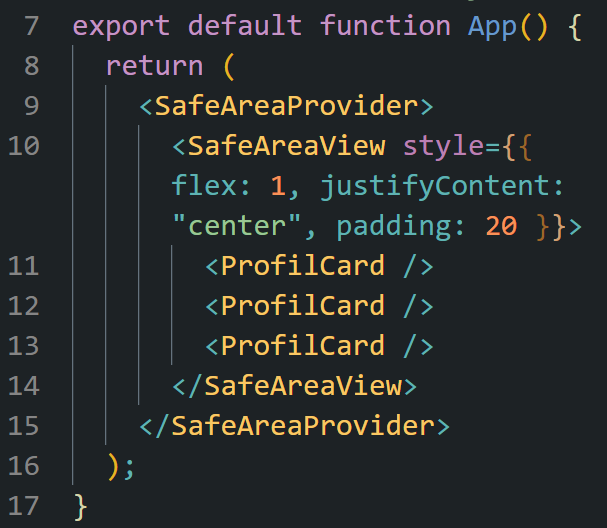 7 export default function App() {
8 return (
9 <SafeAreaProvider>
10 <SafeAreaView style={{
flex: 1, justifyContent:
"center", padding: 20 }}>
11 <ProfilCard />
12 <ProfilCard />
13 <ProfilCard />
14 </SafeAreaView>
15 </SafeAreaProvider>
16 );
17 }